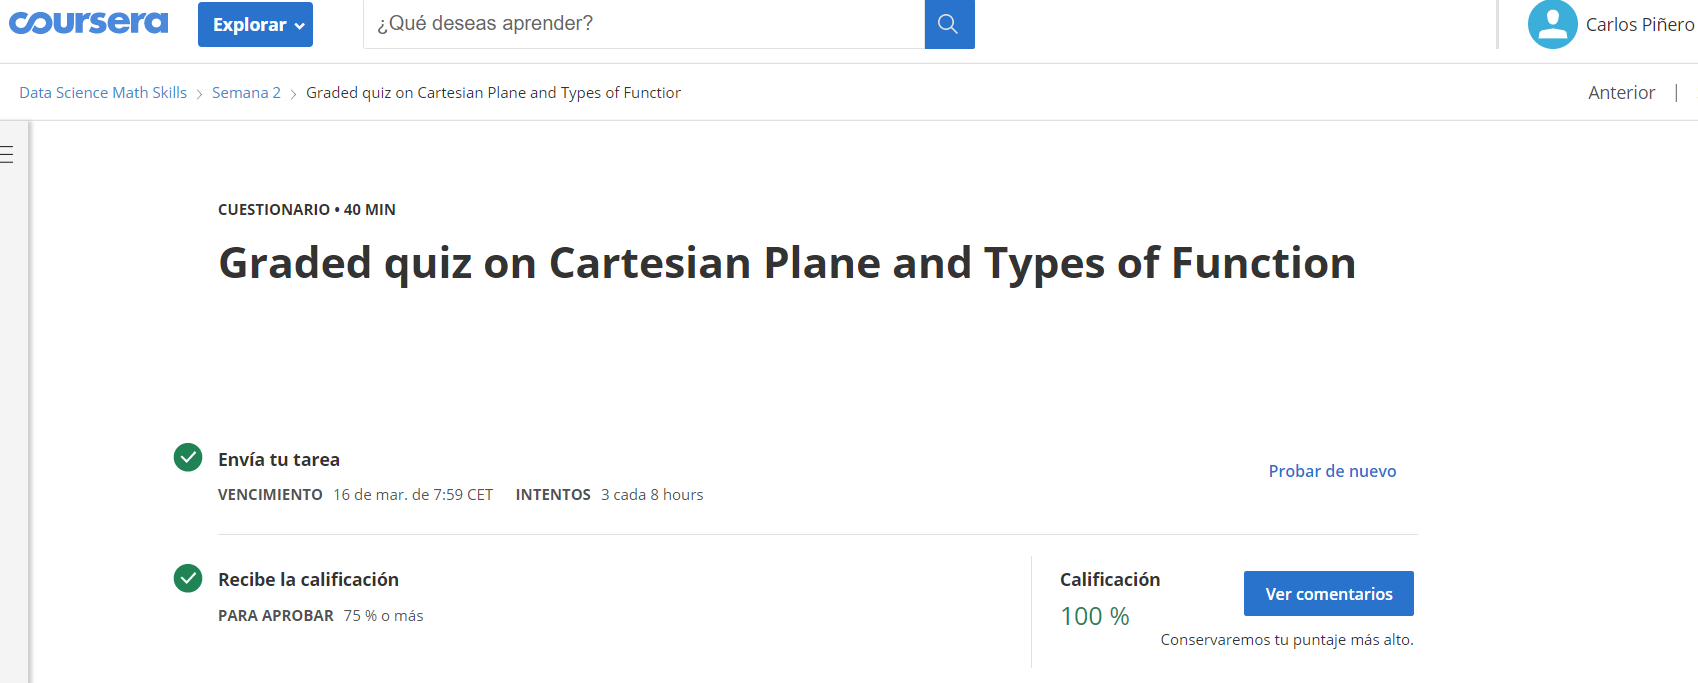 coursera
Explorar
¿Qué deseas aprender?
Carlos Piñero
Data Science Math Skills > Semana 2 > Graded quiz on Cartesian Plane and Types of Function
Anterior |
CUESTIONARIO • 40 MIN
Graded quiz on Cartesian Plane and Types of Function
Envía tu tarea
Probar de nuevo
VENCIMIENTO 16 de mar. de 7:59 CET INTENTOS 3 cada 8 hours
Recibe la calificación
PARA APROBAR 75 % o más
Calificación
100 %
Ver comentarios
Conservaremos tu puntaje más alto.